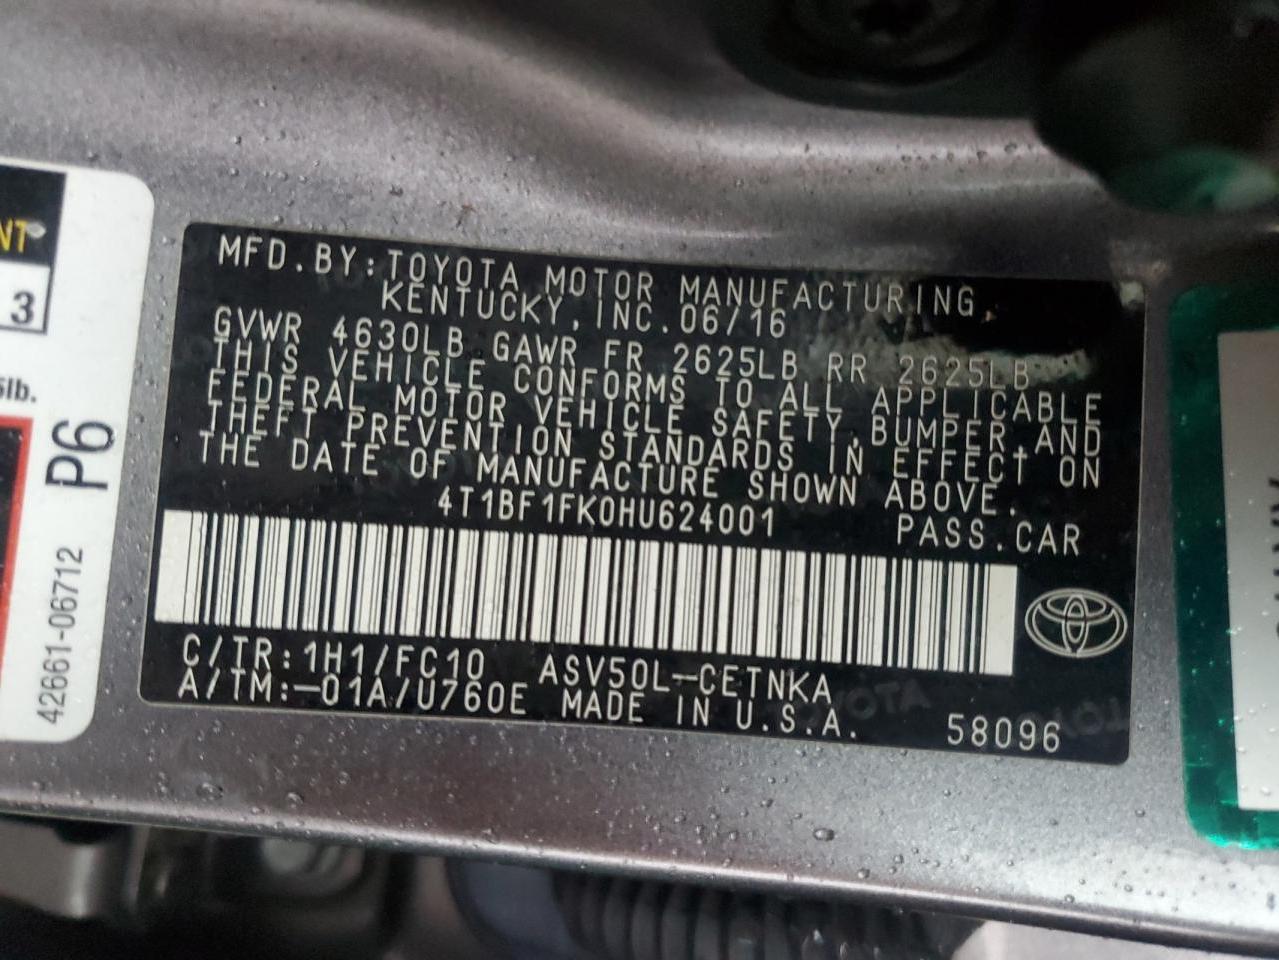 NT
3
5lb.
P6
42661-06712
MFD.BY:TOYOTA MOTOR MANUFACTURING
KENTUCKY,INC.06/16
GVWR 4630LB GAWR FR 2625LB RR 2625LB
THIS VEHICLE CONFORMS TO ALL APPLICABLE
FEDERAL MOTOR VEHICLE SAFETY,BUMPER,AND
THEFT PREVENTION STANDARDS IN EFFECT ON
THE DATE OF MANUFACTURE SHOWN ABOVE.
4T1BF1FK0HU624001 PASS.CAR
C/TR:1H1/FC10 ASV50L-CETNKA
A/TM:-01A/U760E MADE IN U.S.A.
58096